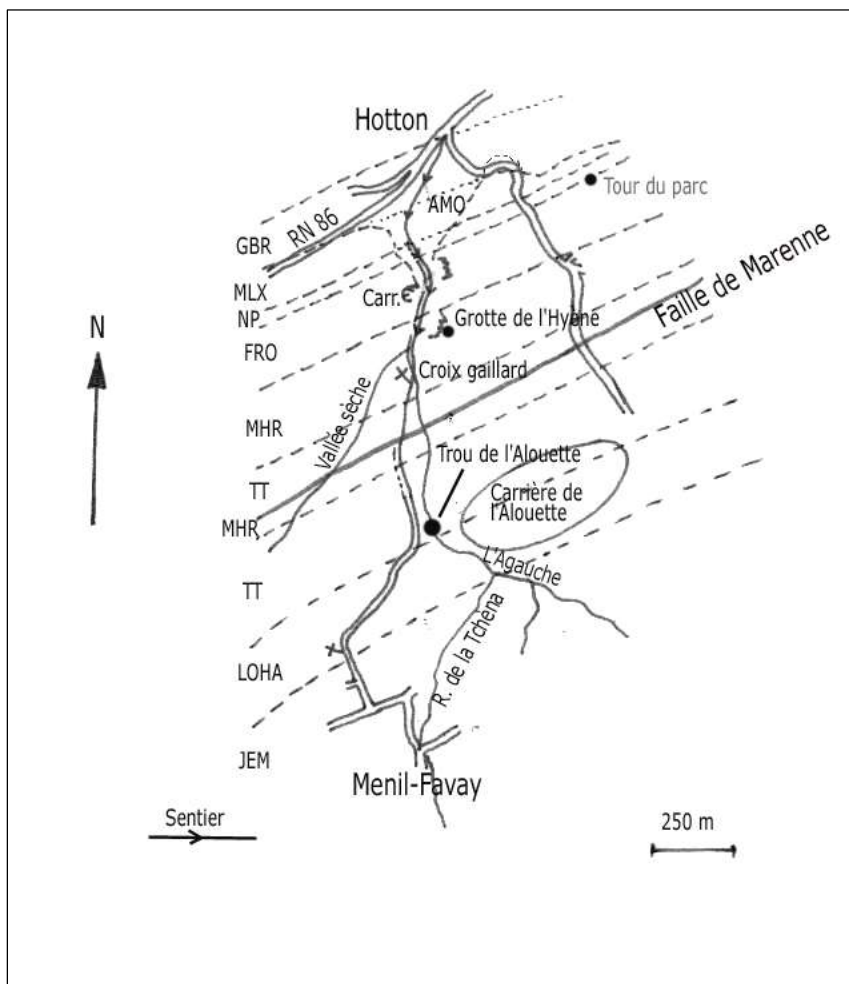 Hotton
Tour du parc
AMO
RN 86
GBR
MLX
Carr.
NP
Grotte de l'Hyène
Faille de Marenne
N
FRO
Croix gaillard
Vallée sèche
MHR
Trou de l'Alouette
TT
Carrière de
l'Alouette
MHR
L'Agauche
TT
R. de la Tchena
LOHA
JEM
Menil-Favay
Sentier
250 m